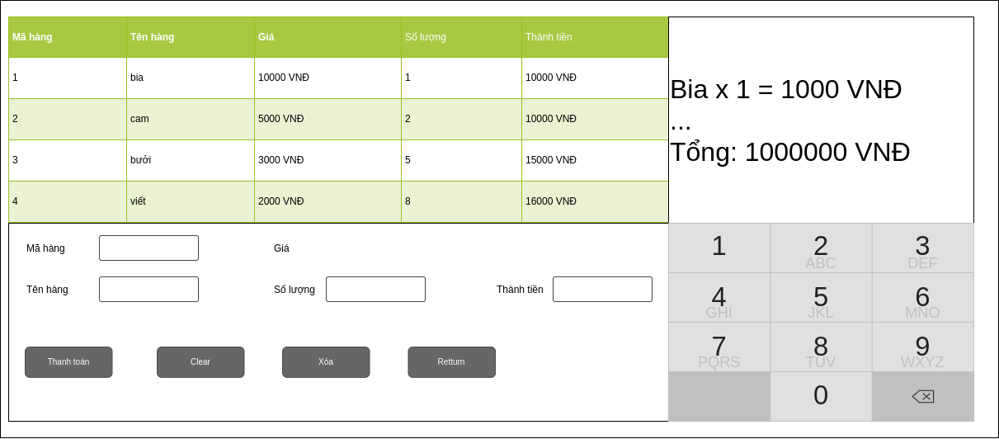 Mã hàng Tên hàng Giá Số lượng Thành tiền
1 bia 10000 VNĐ 1 10000 VNĐ
2 cam 5000 VNĐ 2 10000 VNĐ
3 bưởi 3000 VNĐ 5 15000 VNĐ
4 viết 2000 VNĐ 8 16000 VNĐ
Bia x 1 = 1000 VNĐ
...
Tổng: 1000000 VNĐ
Mã hàng Giá
Tên hàng Số lượng Thành tiền
Thanh toán Clear Xóa Retturn
1 2 3
ABC DEF
4 5 6
GHI JKL MNO
7 8 9
PQRS TUV WXYZ
0